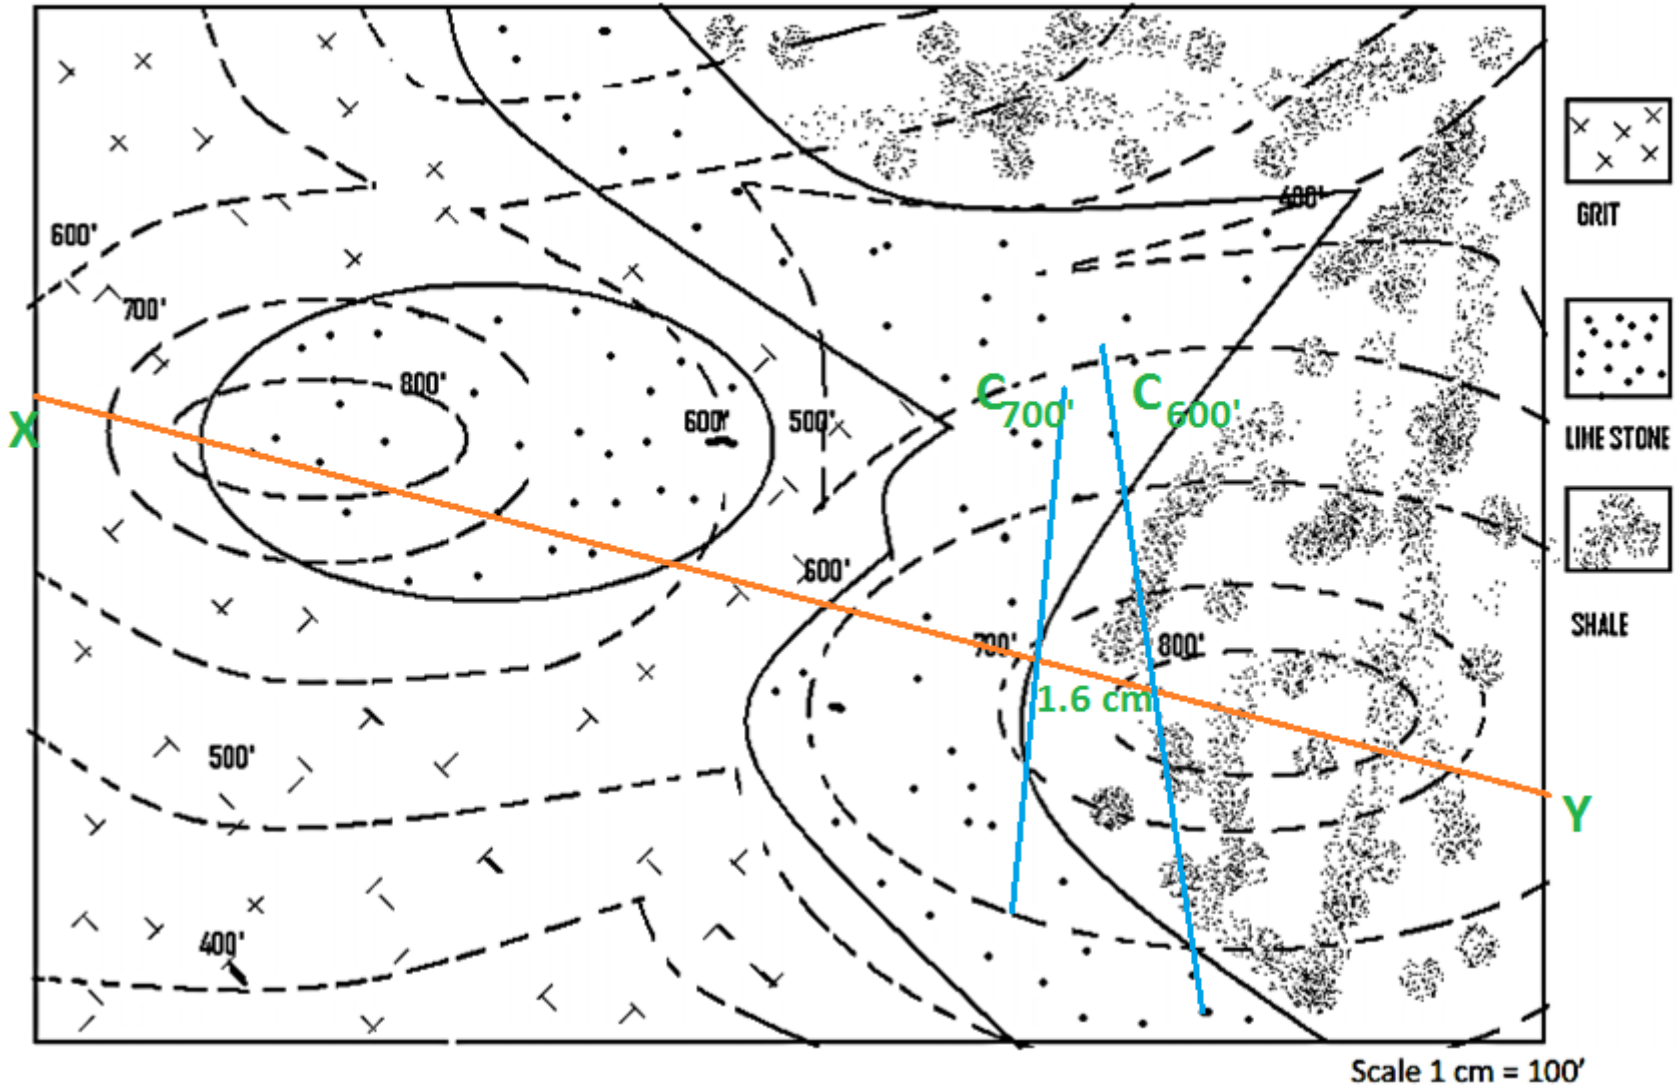 400'
600'
700'
800'
600'
500'
C700'
C600'
600'
700'
800'
1.6 cm
500'
400'
X
Y
GRIT
LIME STONE
SHALE
Scale 1 cm = 100’